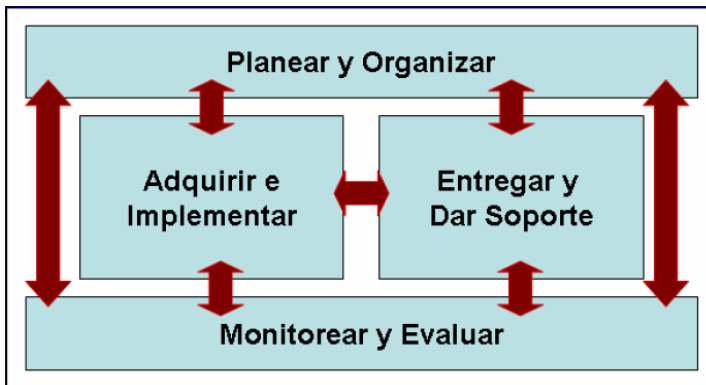 Planear y Organizar
Adquirir e
Implementar
Entregar y
Dar Soporte
Monitorear y Evaluar